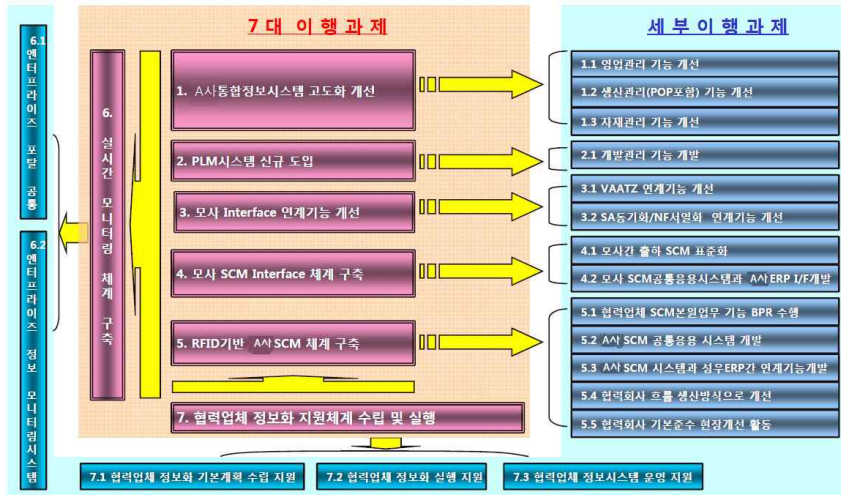 7대 이행과제
세부이행과제
6.1 엔터프라이즈 포탈 공통
6.2 엔터프라이즈 정보 모니터링시스템
6. 실시간 모니터링 체계 구축
1. A사통합정보시스템 고도화 개선
1.1 영업관리 기능 개선
1.2 생산관리(POP포함) 기능 개선
1.3 자재관리 기능 개선
2. PLM시스템 신규 도입
2.1 개발관리 기능 개발
3. 모사 Interface 연계기능 개선
3.1 VAATZ 연계기능 개선
3.2 SA동기화/NF서열화 연계기능 개선
4. 모사 SCM Interface 체계 구축
4.1 모사간 출하 SCM 표준화
4.2 모사 SCM공통응용시스템과 A사 ERP I/F개발
5. RFID기반 A사 SCM 체계 구축
5.1 협력업체 SCM본원업무 기능 BPR 수행
5.2 A사 SCM 공통응용 시스템 개발
5.3 A사 SCM 시스템과 성우ERP간 연계기능개발
5.4 협력회사 흐름 생산방식으로 개선
5.5 협력회사 기본준수 현장개선 활동
7. 협력업체 정보화 지원체계 수립 및 실행
7.1 협력업체 정보화 기본계획 수립 지원
7.2 협력업체 정보화 실행 지원
7.3 협력업체 정보시스템 운영 지원